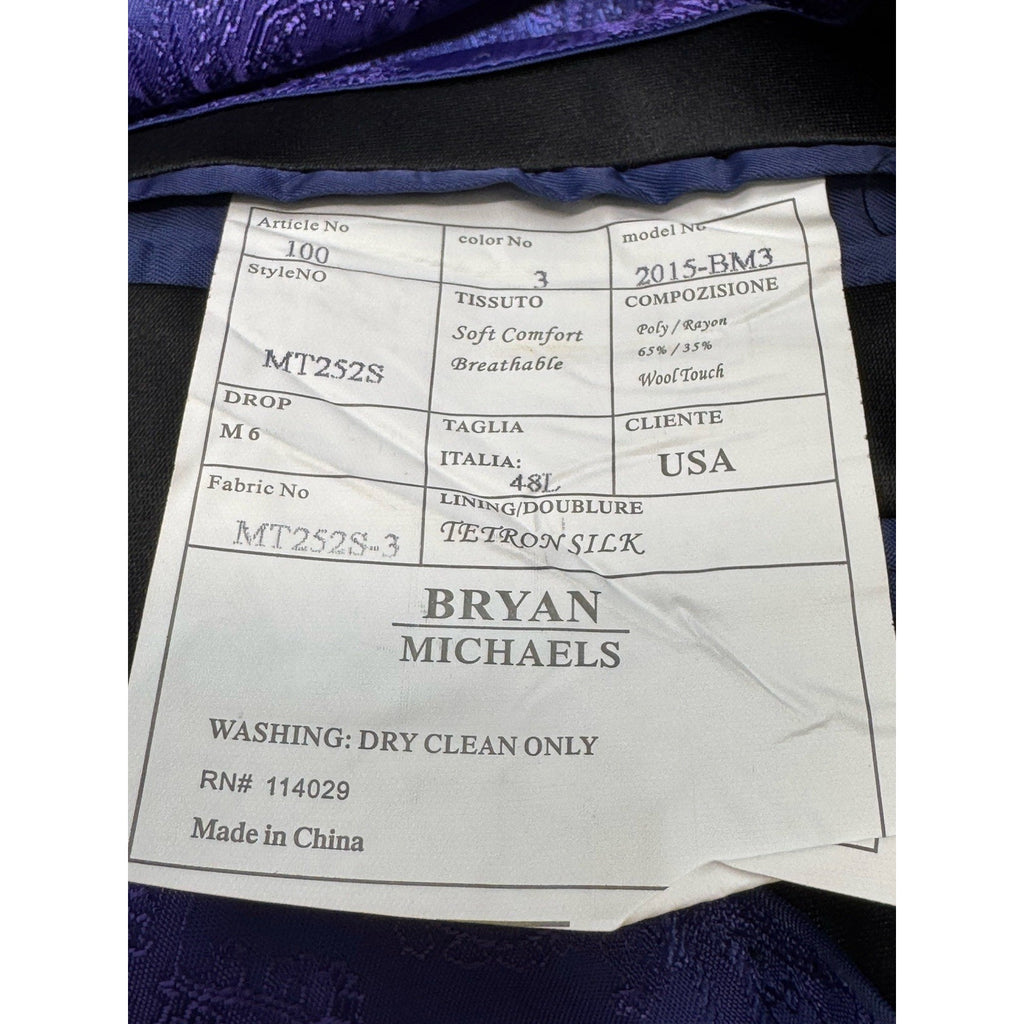 Article No
100
color No
3
model No
2015-BM3
StyleNO
MT252S
TISSUTO
Soft Comfort
Breathable
COMPOZISIONE
Poly / Rayon
65% / 35%
Wool Touch
DROP
M 6
TAGLIA
ITALIA:
48L
CLIENTE
USA
Fabric No
MT252S-3
LINING/DOUBLURE
TETRON SILK
BRYAN
MICHAELS
WASHING: DRY CLEAN ONLY
RN# 114029
Made in China